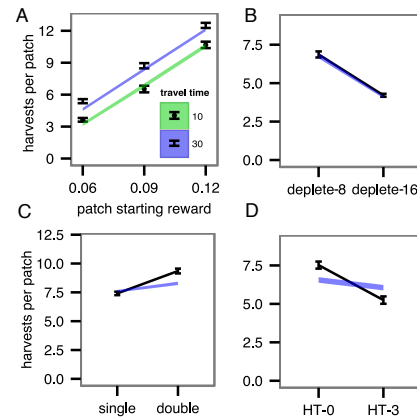 A
B
12
9
6
3
0
harvests per patch
travel time
10
30
0.06 0.09 0.12
patch starting reward
7.5
5.0
2.5
0.0
deplete-8 deplete-16
C
D
12.5
10.0
7.5
5.0
2.5
0.0
harvests per patch
single double
7.5
5.0
2.5
0.0
HT-0 HT-3